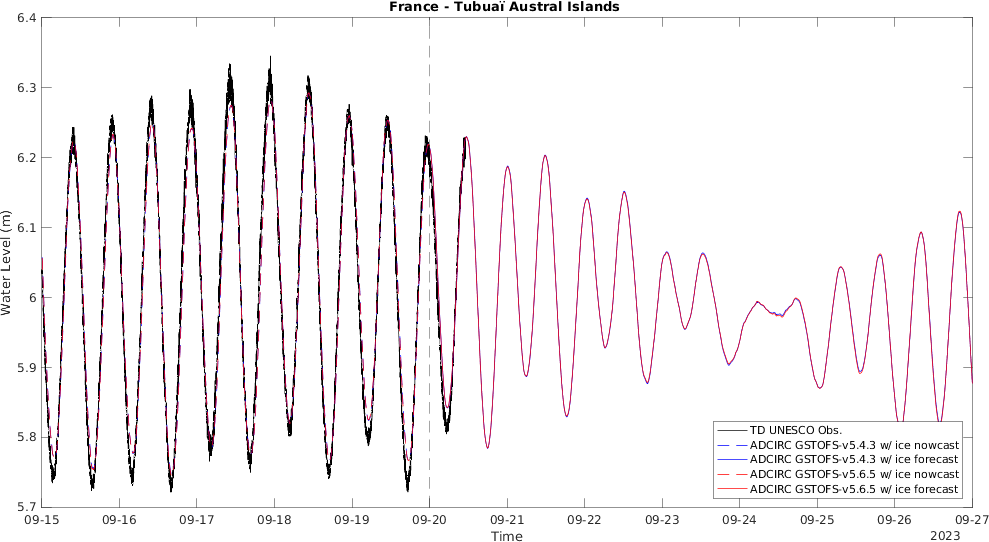 France - Tubuaï Austral Islands
6.4
6.3
6.2
6.1
6
5.9
5.8
5.7
Water Level (m)
TD UNESCO Obs.
ADCIRC GSTOFS-v5.4.3 w/ ice nowcast
ADCIRC GSTOFS-v5.4.3 w/ ice forecast
ADCIRC GSTOFS-v5.6.5 w/ ice nowcast
ADCIRC GSTOFS-v5.6.5 w/ ice forecast
09-15 09-16 09-17 09-18 09-19 09-20 09-21 09-22 09-23 09-24 09-25 09-26 09-27
Time
2023